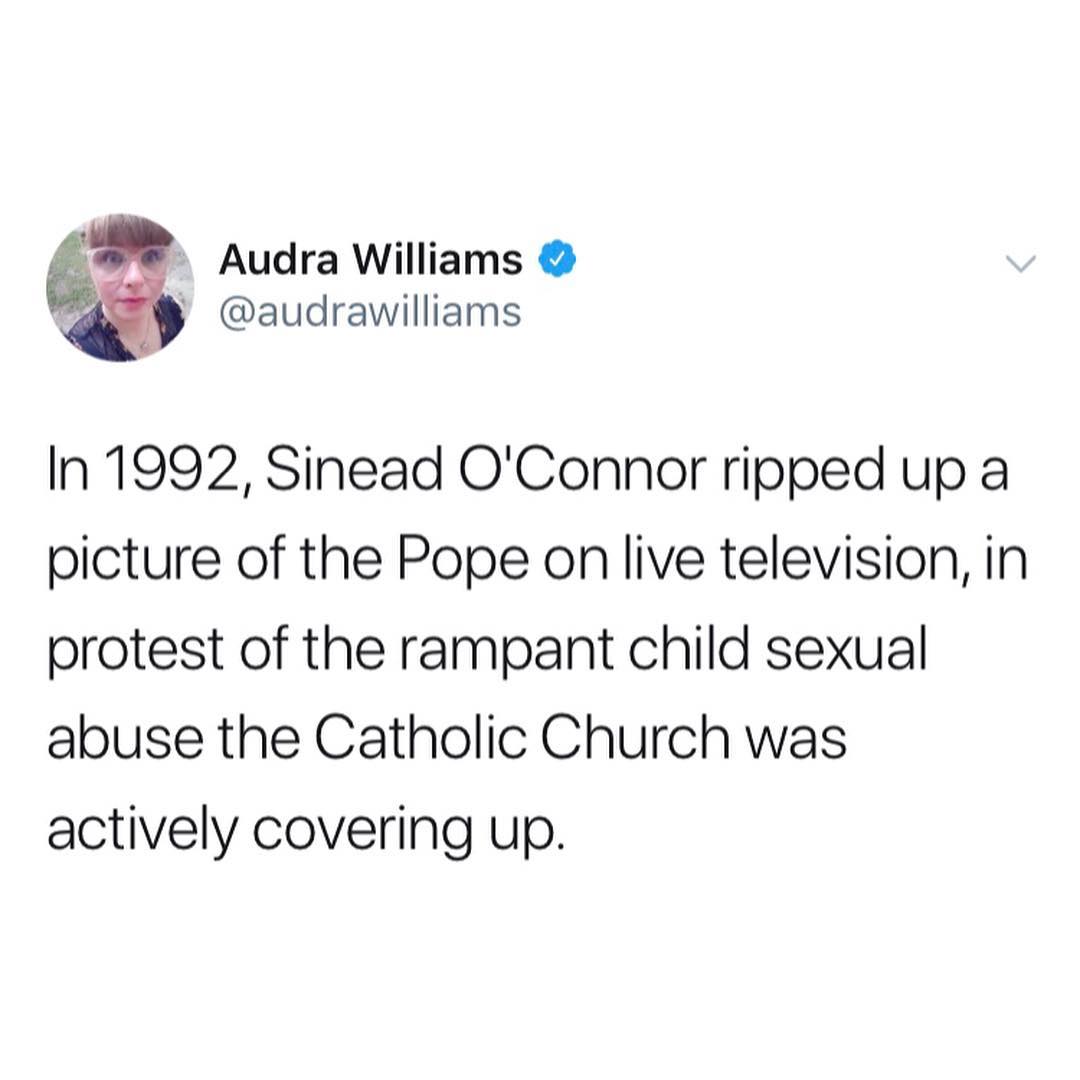 Audra Williams
@audrawilliams
In 1992, Sinead O'Connor ripped up a
picture of the Pope on live television, in
protest of the rampant child sexual
abuse the Catholic Church was
actively covering up.